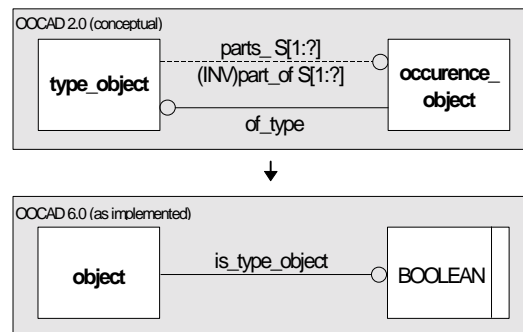 OOCAD 2.0 (conceptual)
parts_ S[1:?]
(INV)part_of S[1:?]
type_object
occurence_
object
of_type
OOCAD 6.0 (as implemented)
object
is_type_object
BOOLEAN